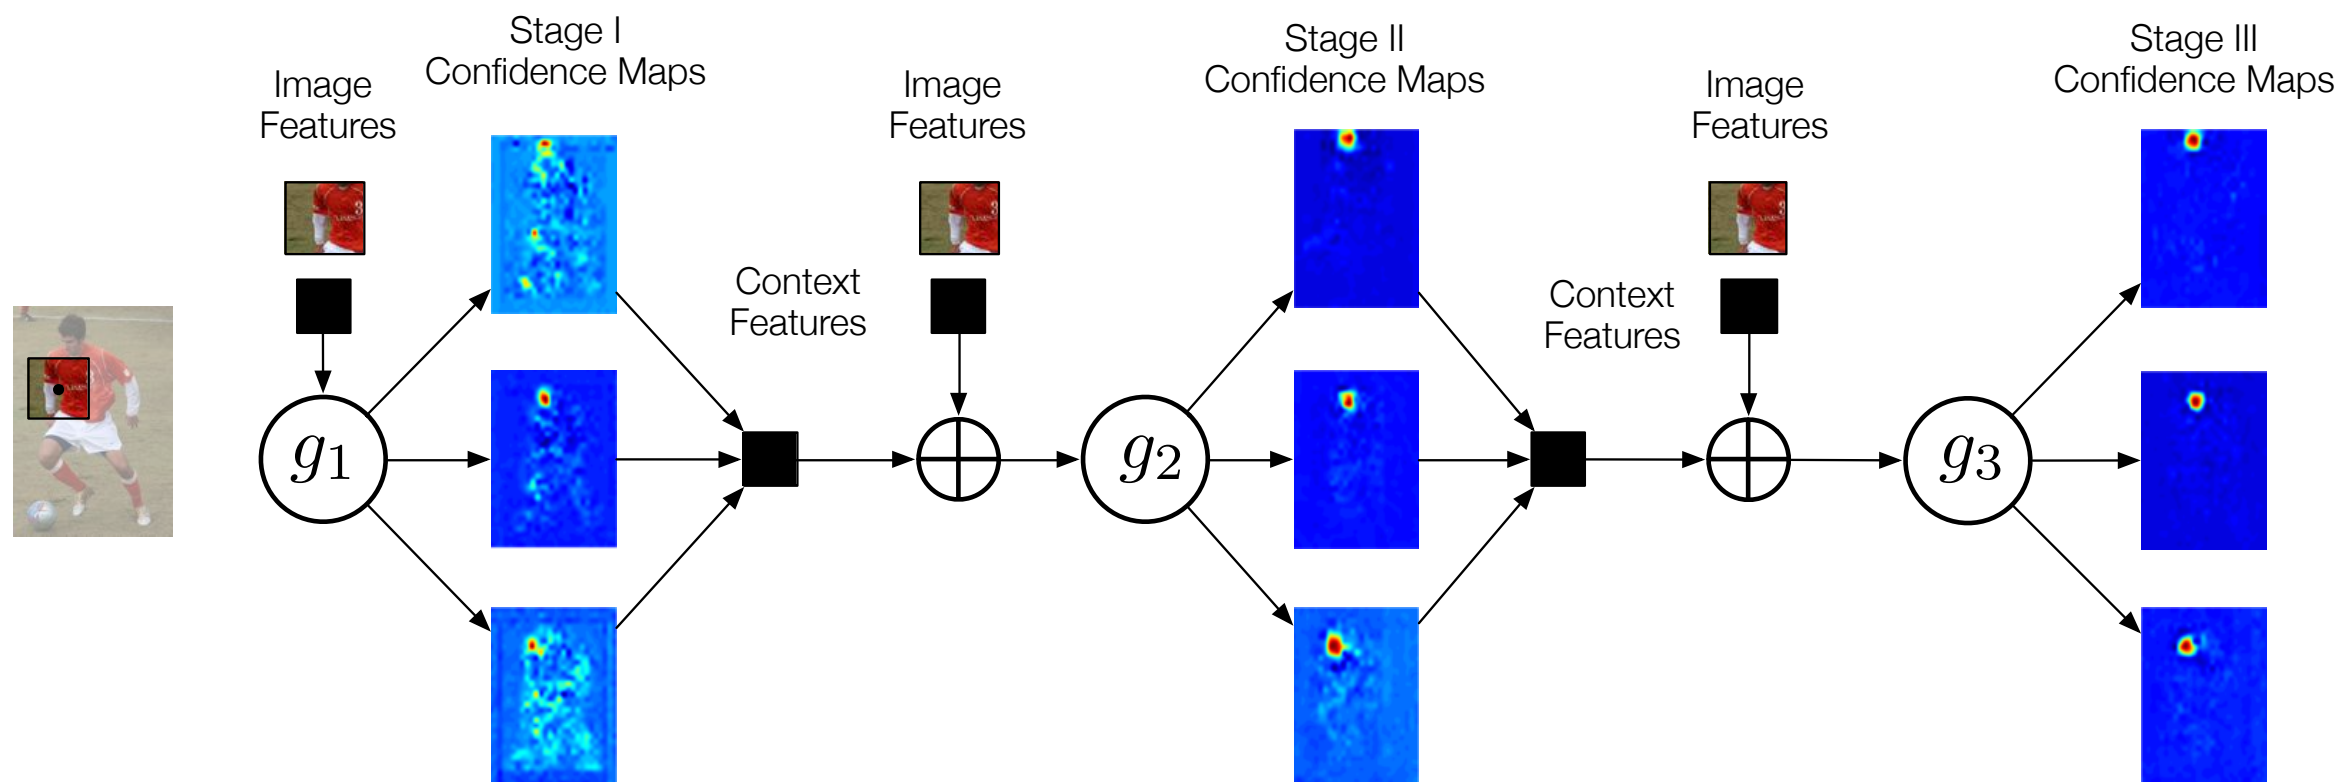 Stage I
Confidence Maps
Image
Features
Context
Features
Image
Features
Stage II
Confidence Maps
Context
Features
Image
Features
Stage III
Confidence Maps
g1
g2
g3
3